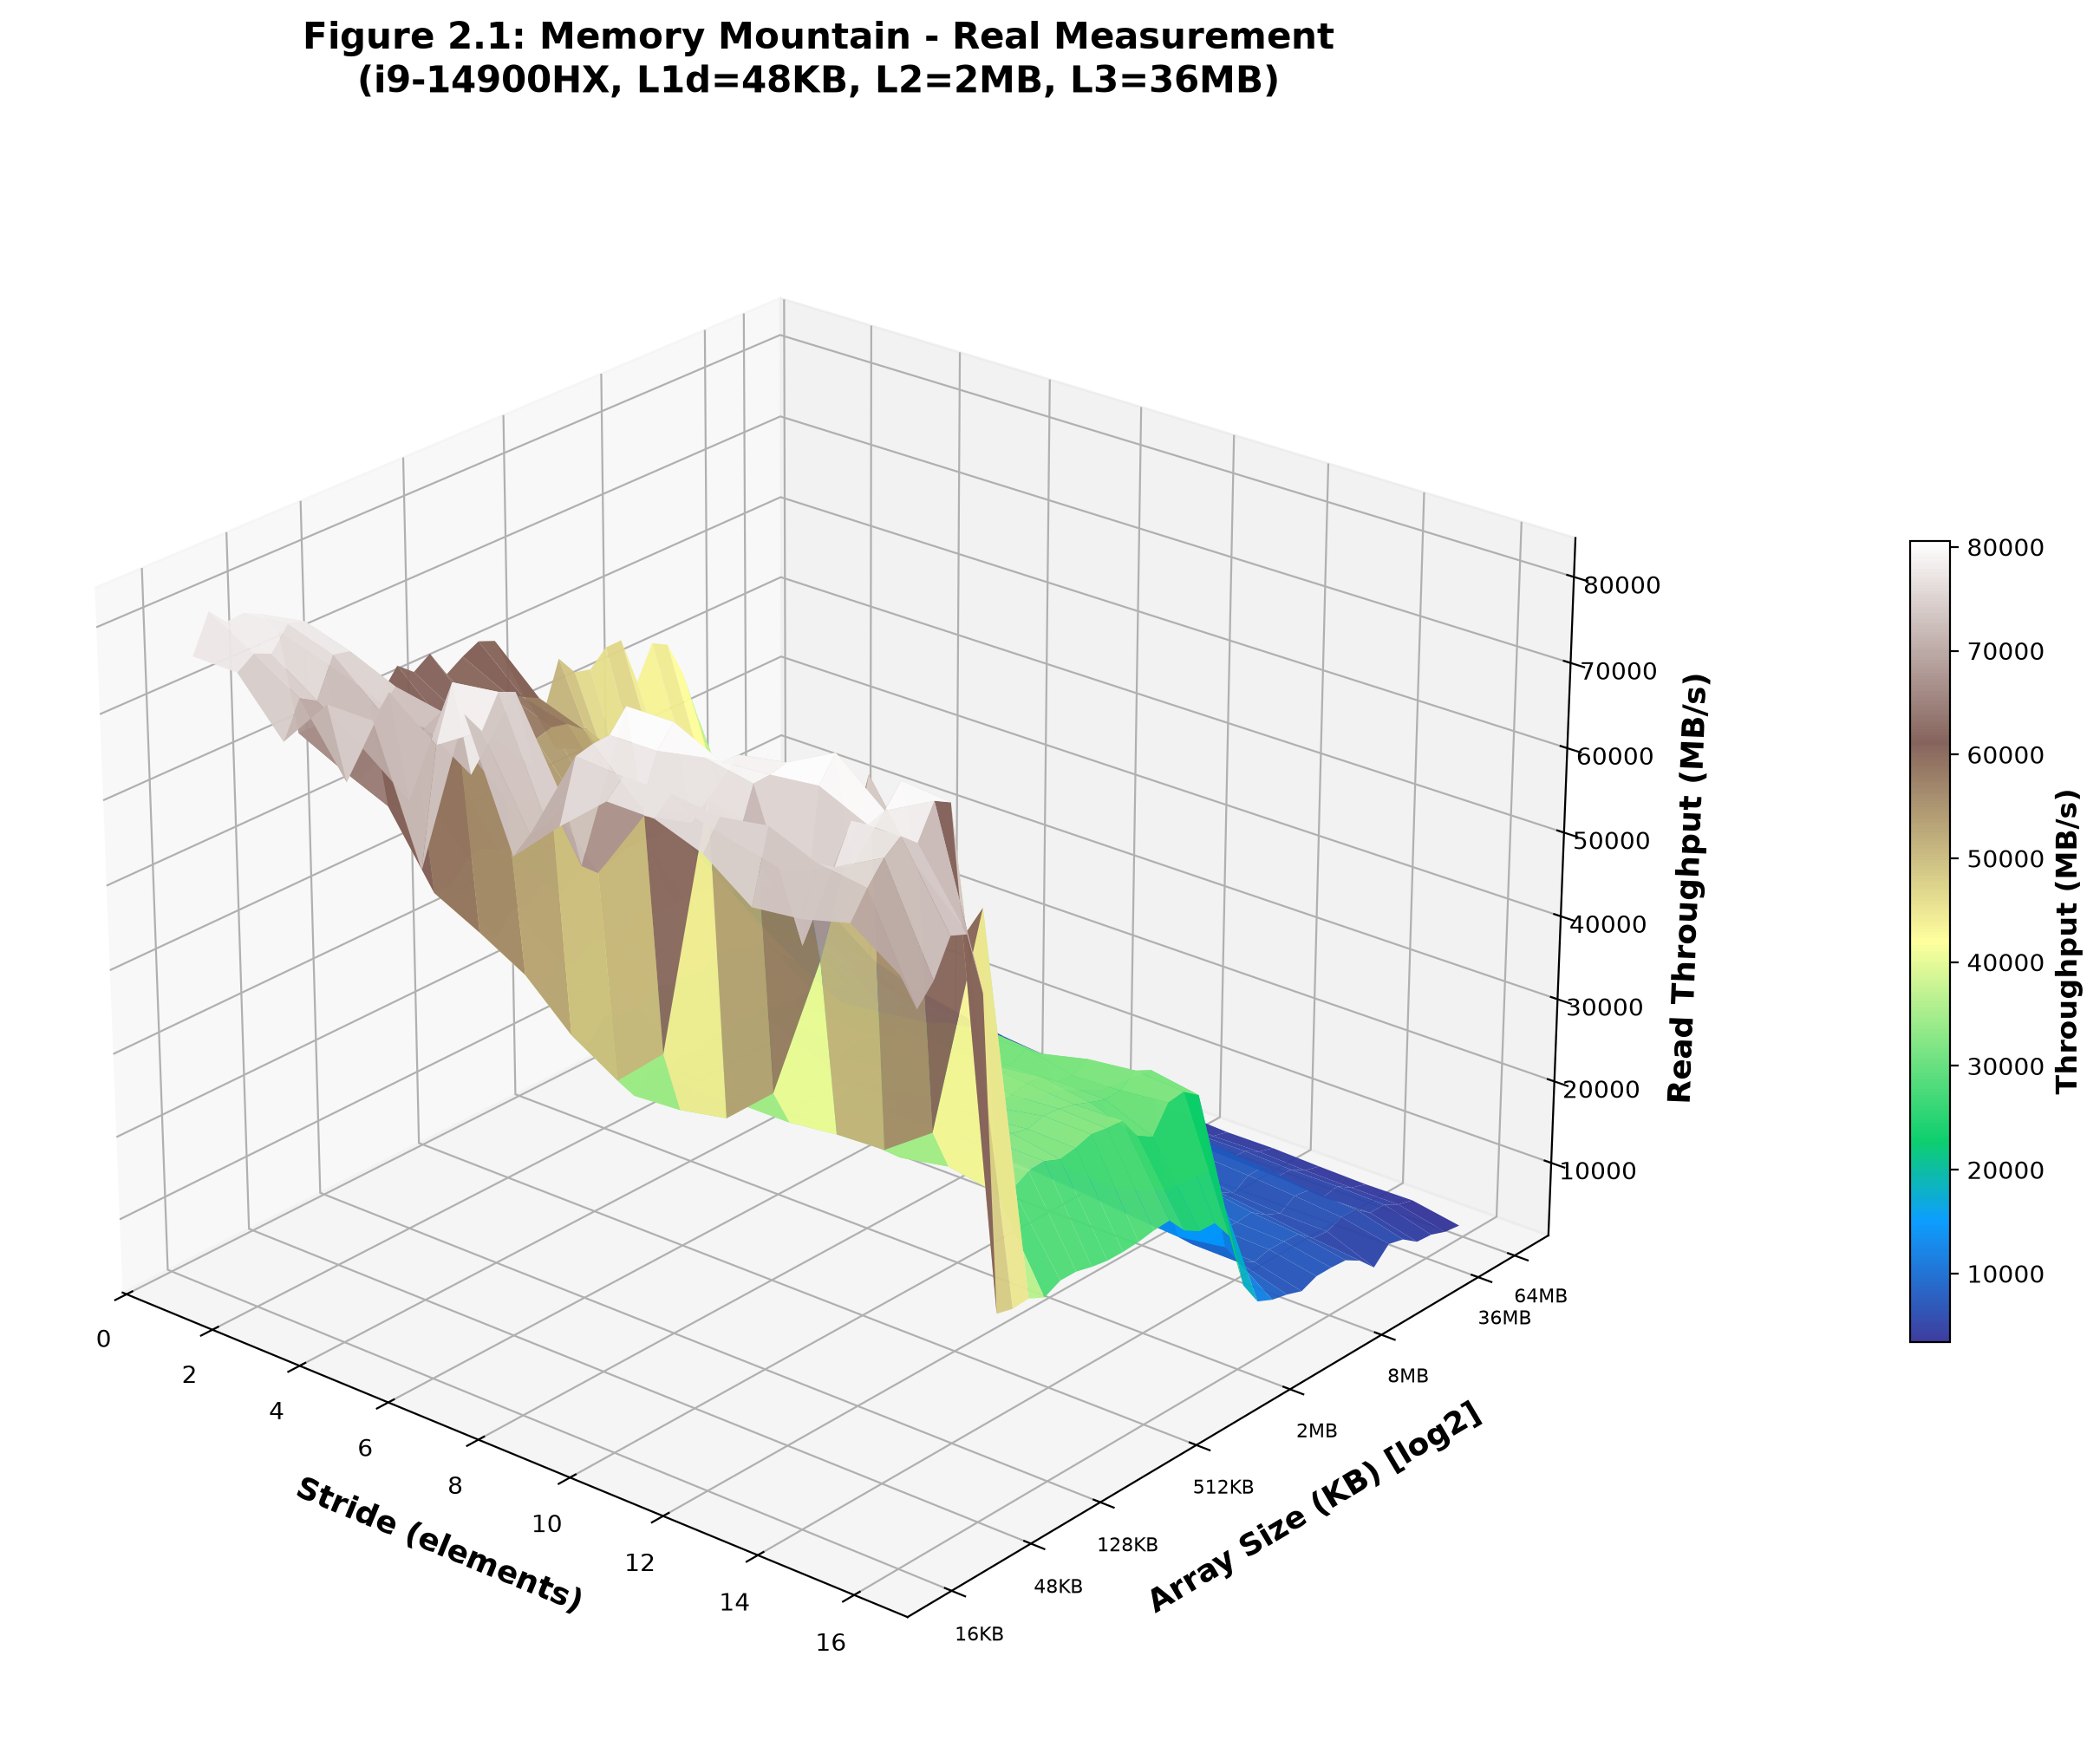 Figure 2.1: Memory Mountain - Real Measurement
(i9-14900HX, L1d=48KB, L2=2MB, L3=36MB)
80000
70000
60000
50000
40000
30000
20000
10000
Read Throughput (MB/s)
80000
70000
60000
50000
40000
30000
20000
10000
Throughput (MB/s)
0
2
4
6
8
10
12
14
16
Stride (elements)
16KB
48KB
128KB
512KB
2MB
8MB
36MB
64MB
Array Size (KB) [log2]